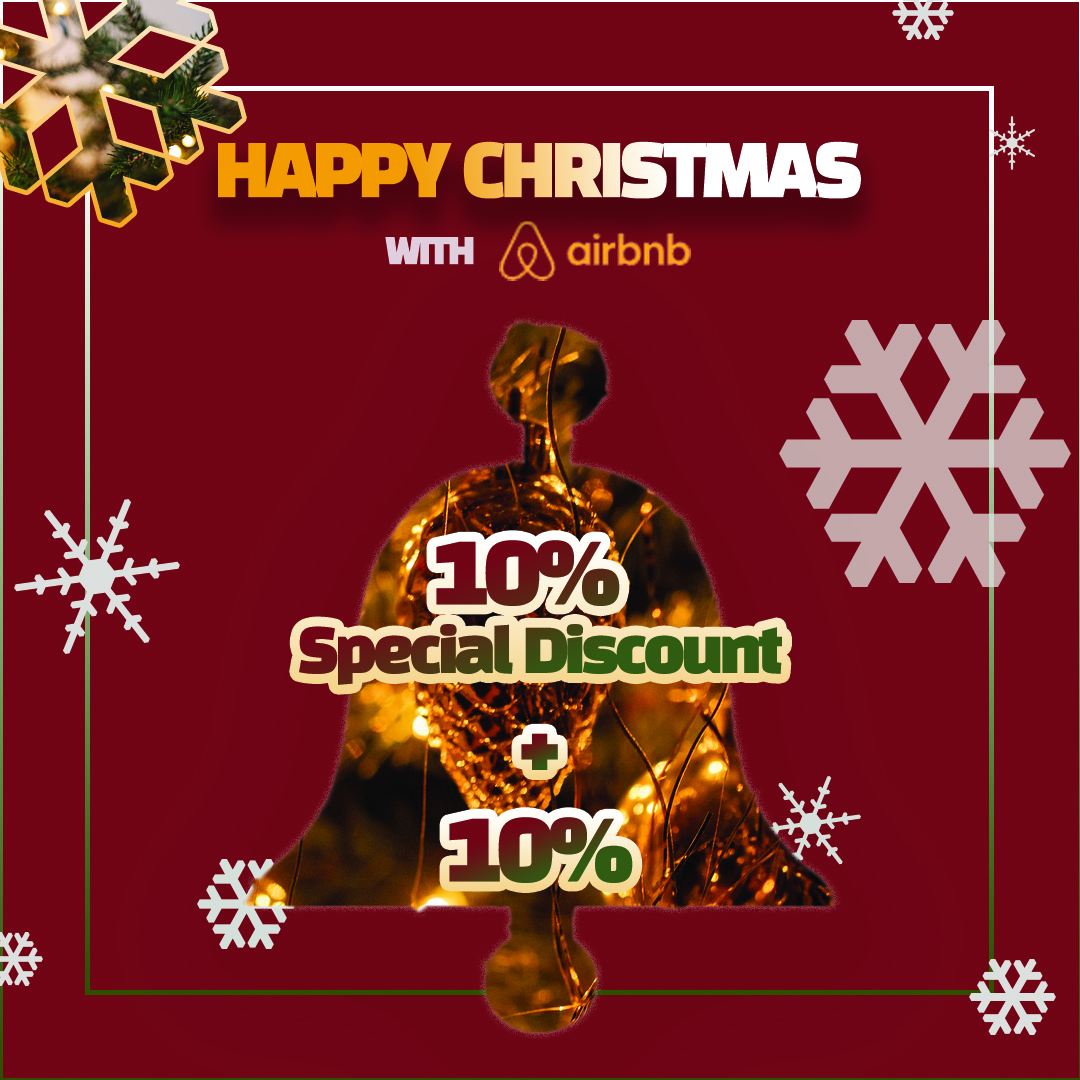 HAPPY CHRISTMAS
WITH airbnb
10%
Special Discount
+
10%